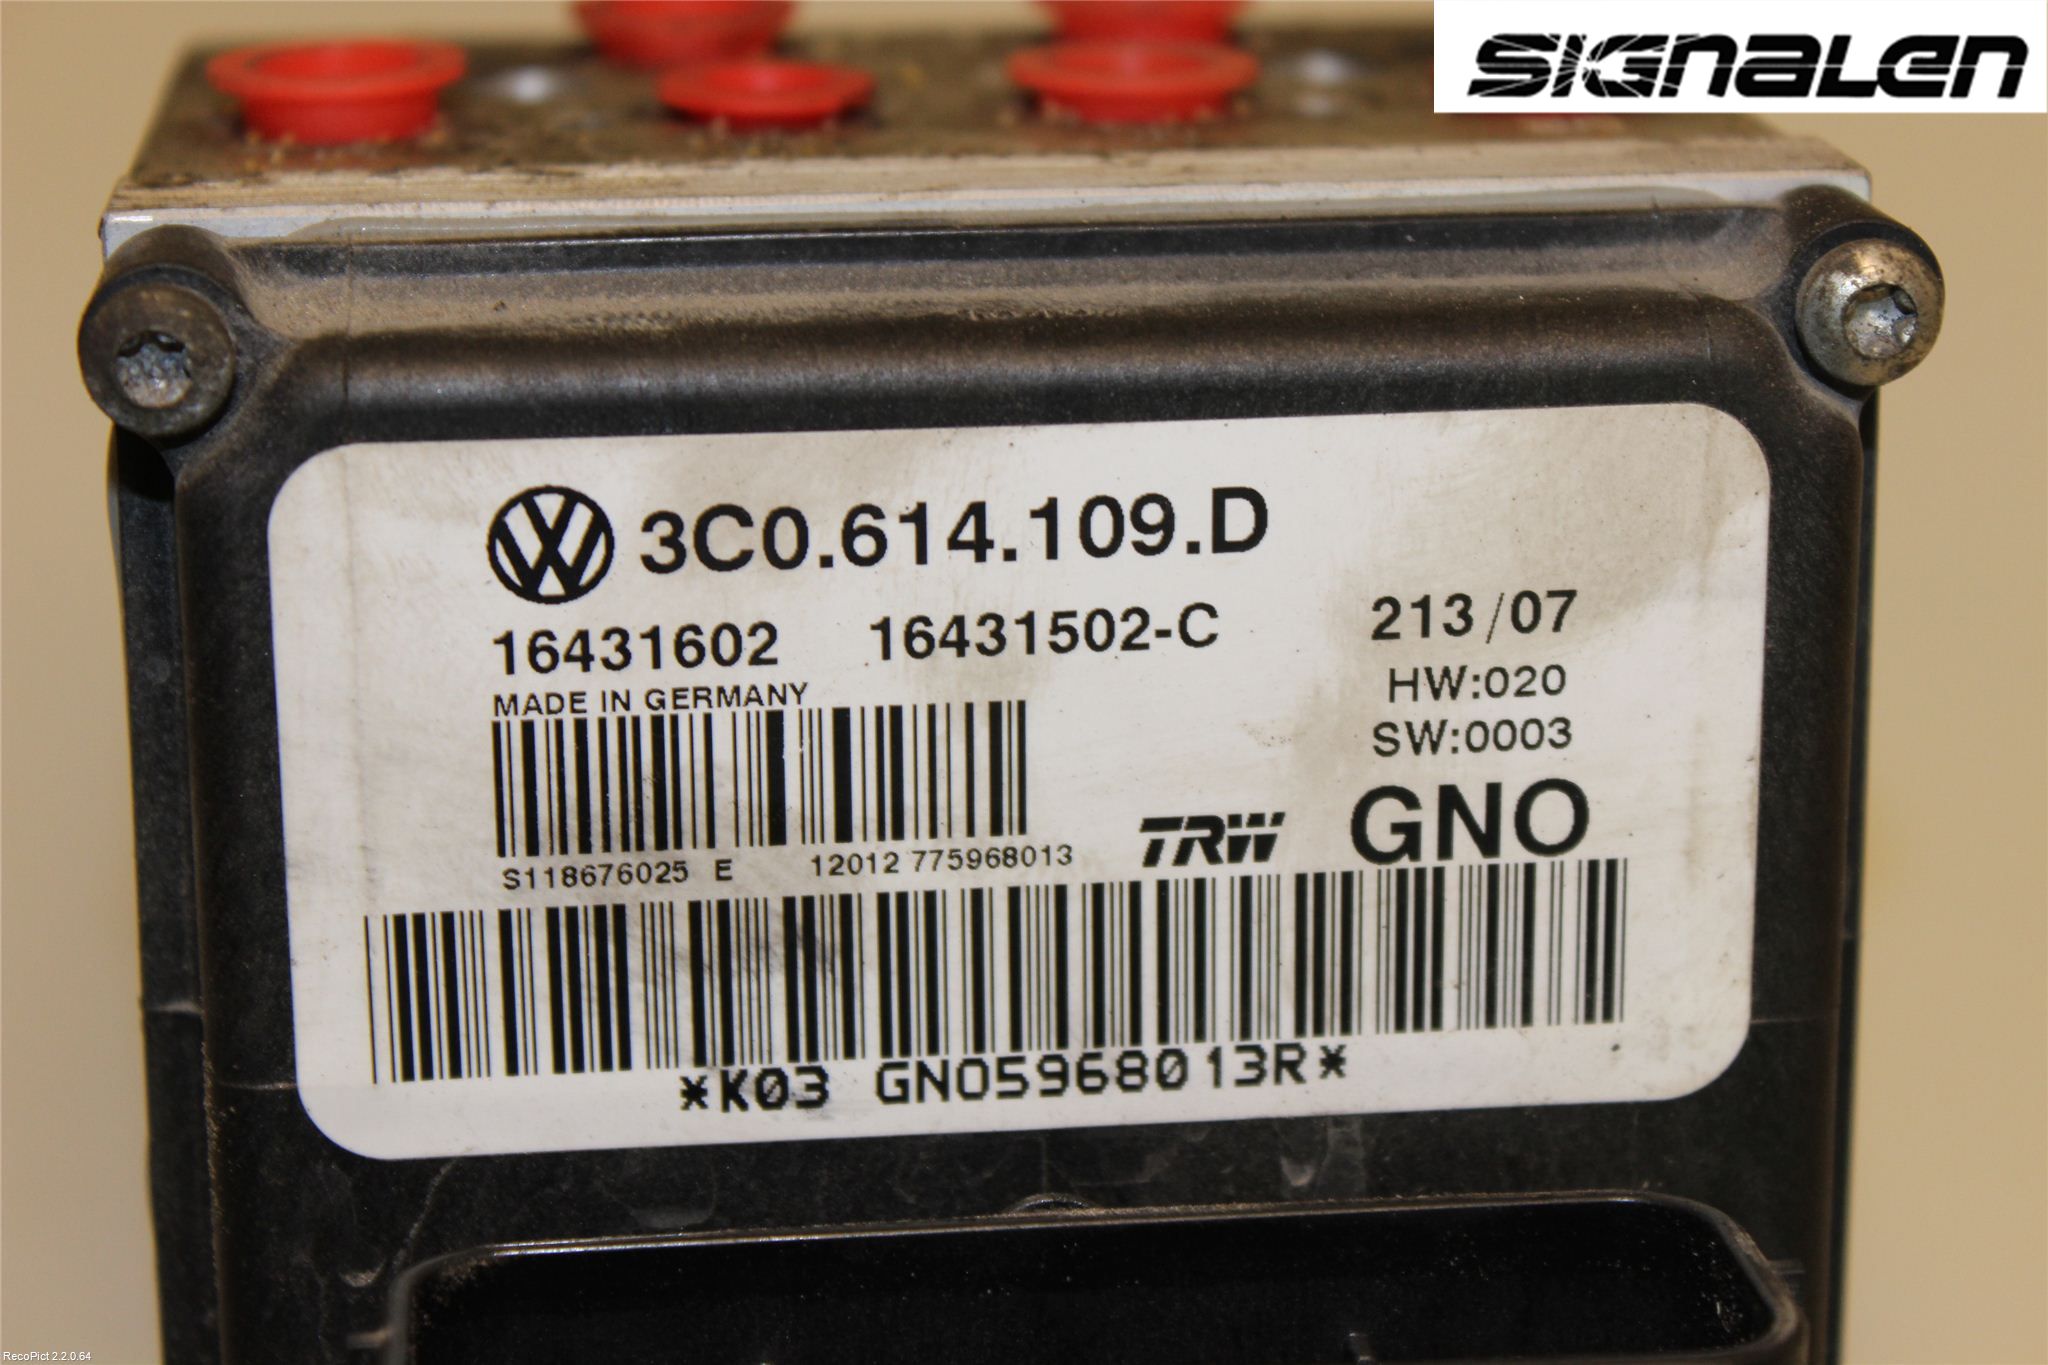 SIGNALEN
3C0.614.109.D
16431602 16431502-C 213/07
MADE IN GERMANY HW:020
SW:0003
TRW GNO
S118676025 E 12012 775968013
*K03 GNO5968013R*
RecoPict 2.2.0.64